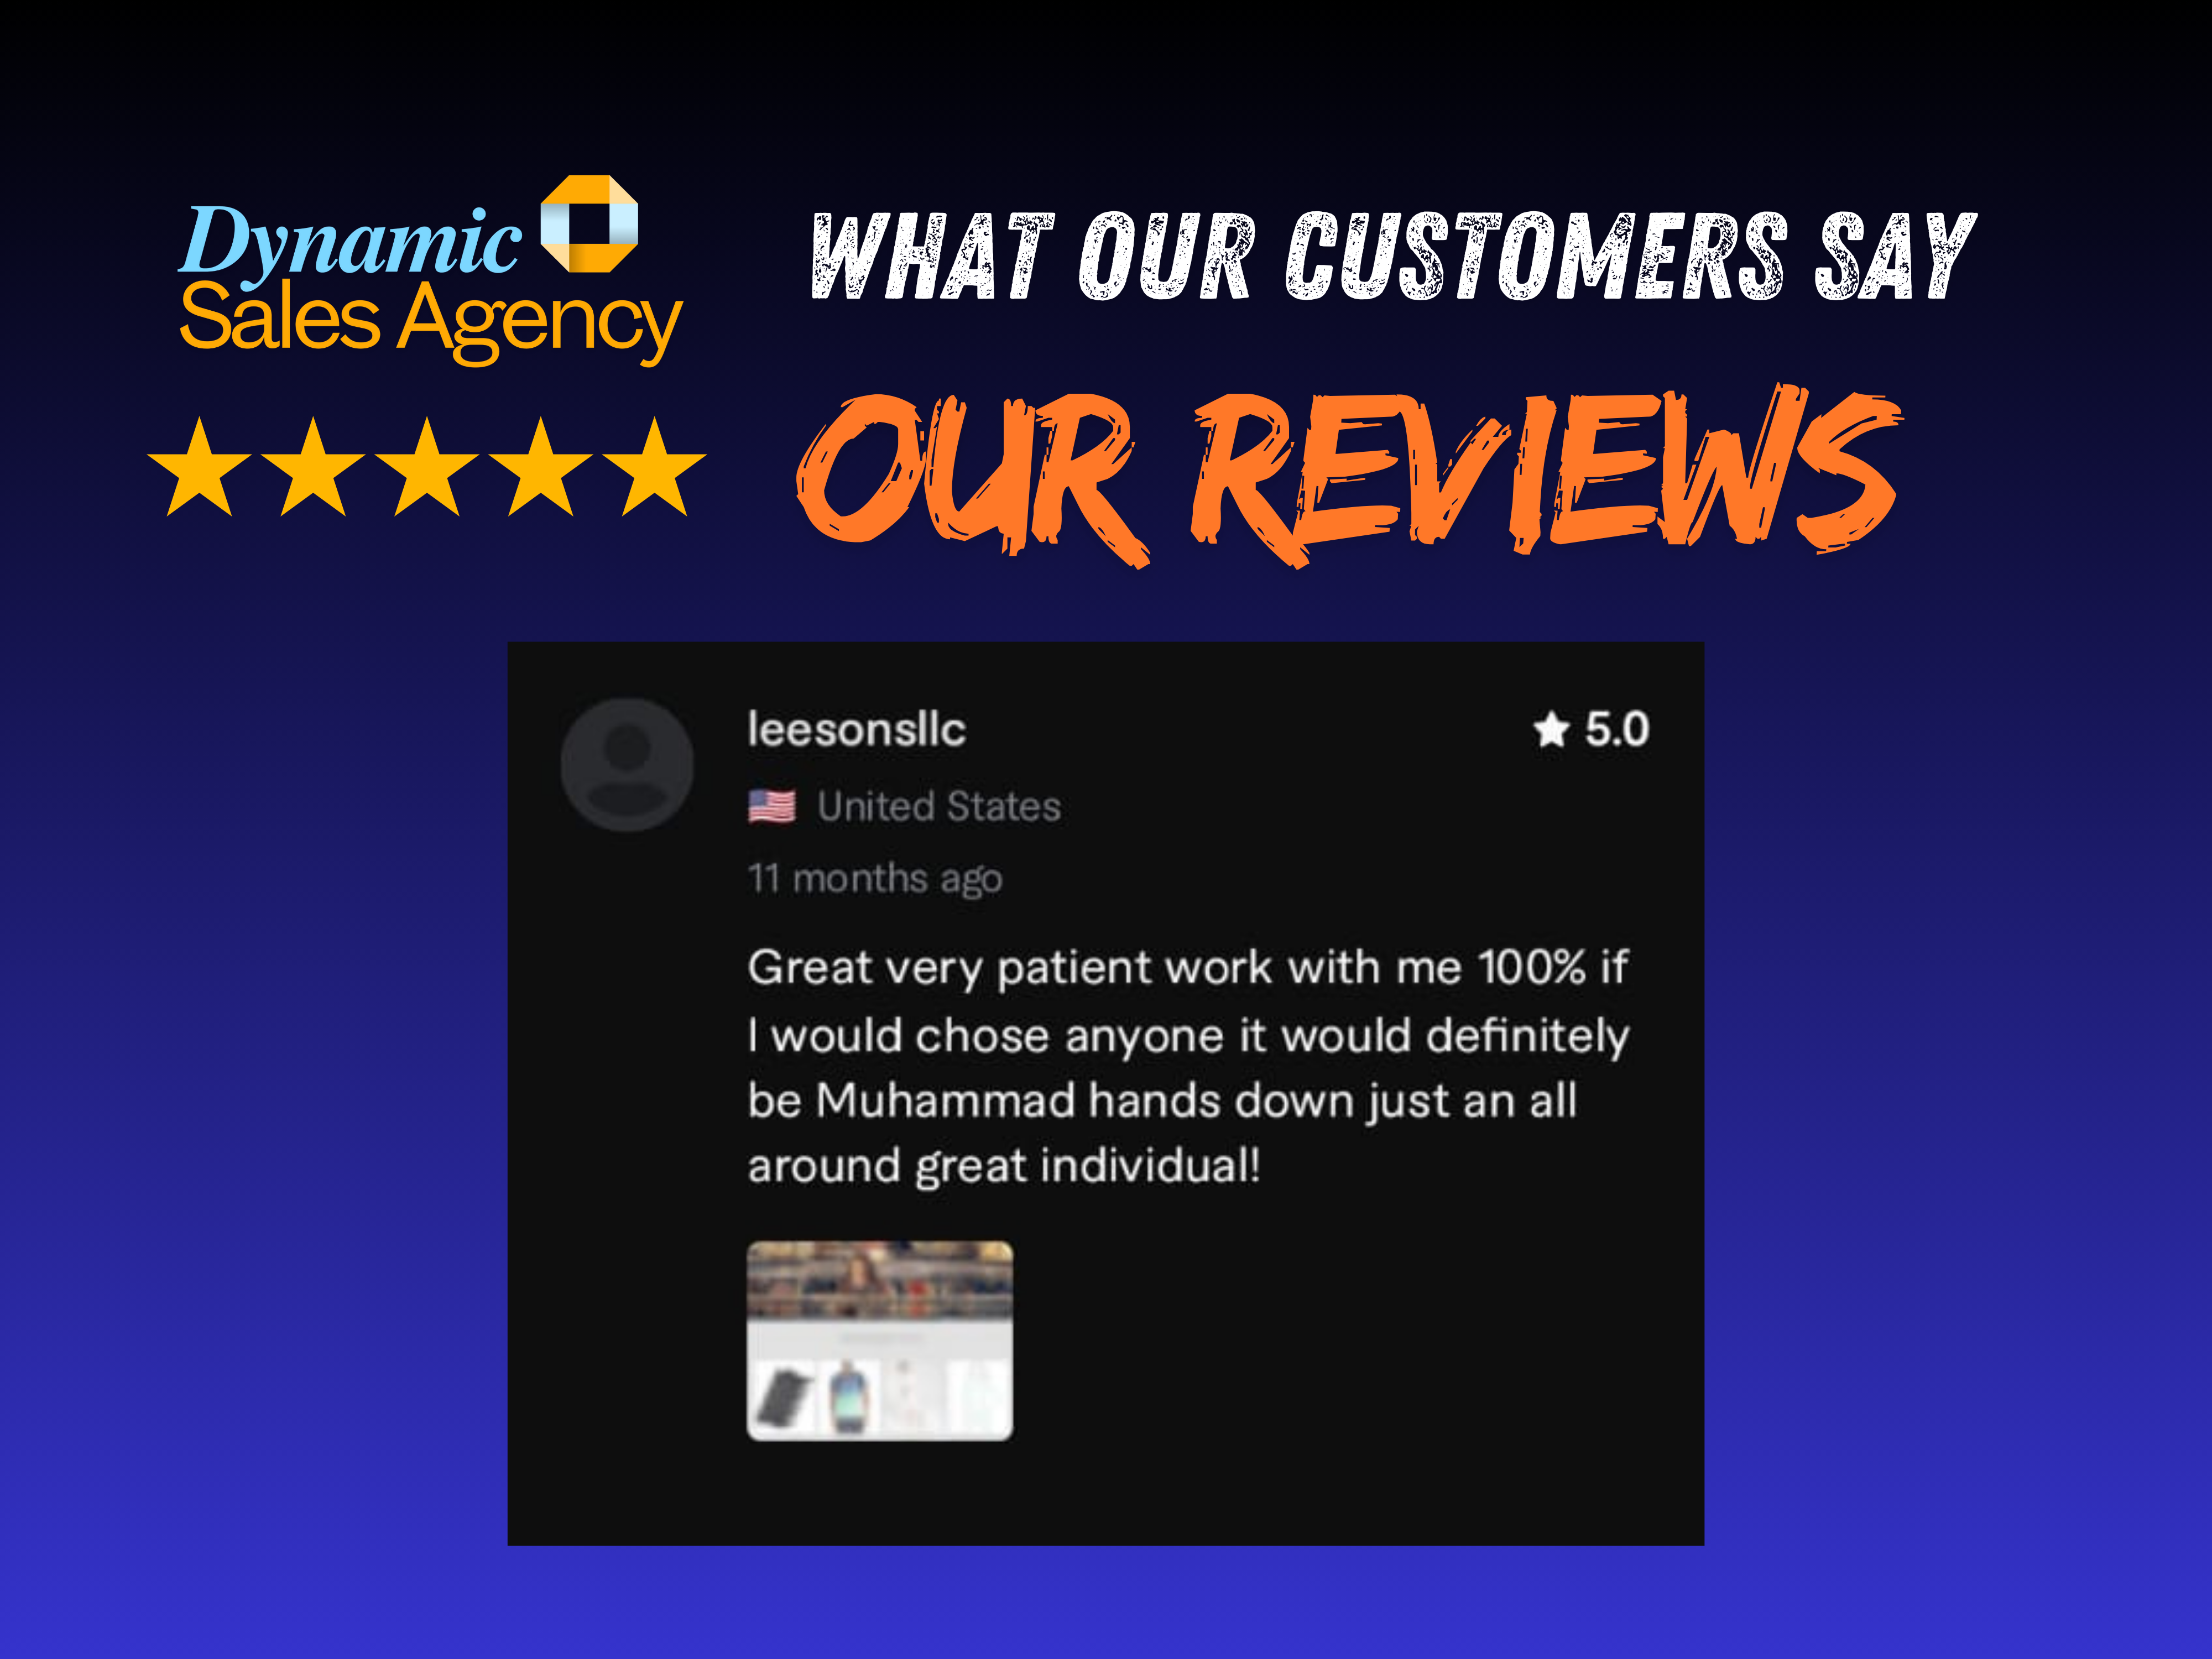 Dynamic
Sales Agency
WHAT OUR CUSTOMERS SAY
OUR REVIEWS
leesonsllc
5.0
United States
11 months ago
Great very patient work with me 100% if
I would chose anyone it would definitely
be Muhammad hands down just an all
around great individual!